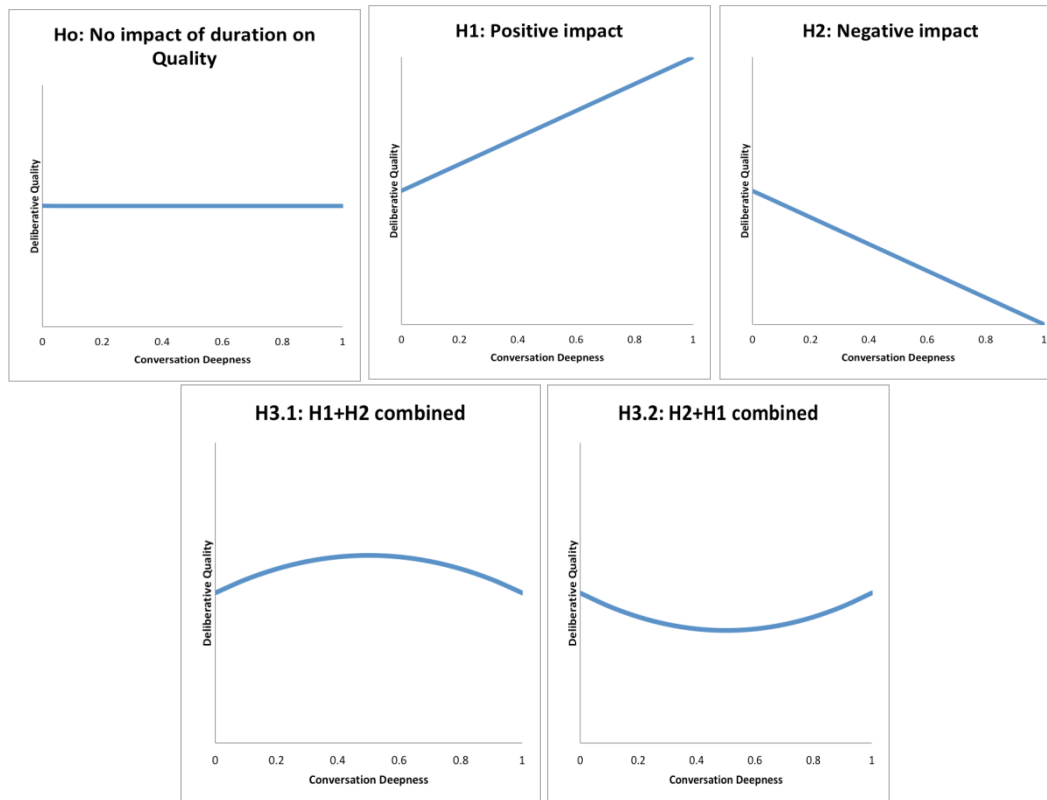 Ho: No impact of duration on
Quality
Deliberative Quality
0 0.2 0.4 0.6 0.8 1
Conversation Deepness
H1: Positive impact
Deliberative Quality
0 0.2 0.4 0.6 0.8 1
Conversation Deepness
H2: Negative impact
Deliberative Quality
0 0.2 0.4 0.6 0.8 1
Conversation Deepness
H3.1: H1+H2 combined
Deliberative Quality
0 0.2 0.4 0.6 0.8 1
Conversation Deepness
H3.2: H2+H1 combined
Deliberative Quality
0 0.2 0.4 0.6 0.8 1
Conversation Deepness